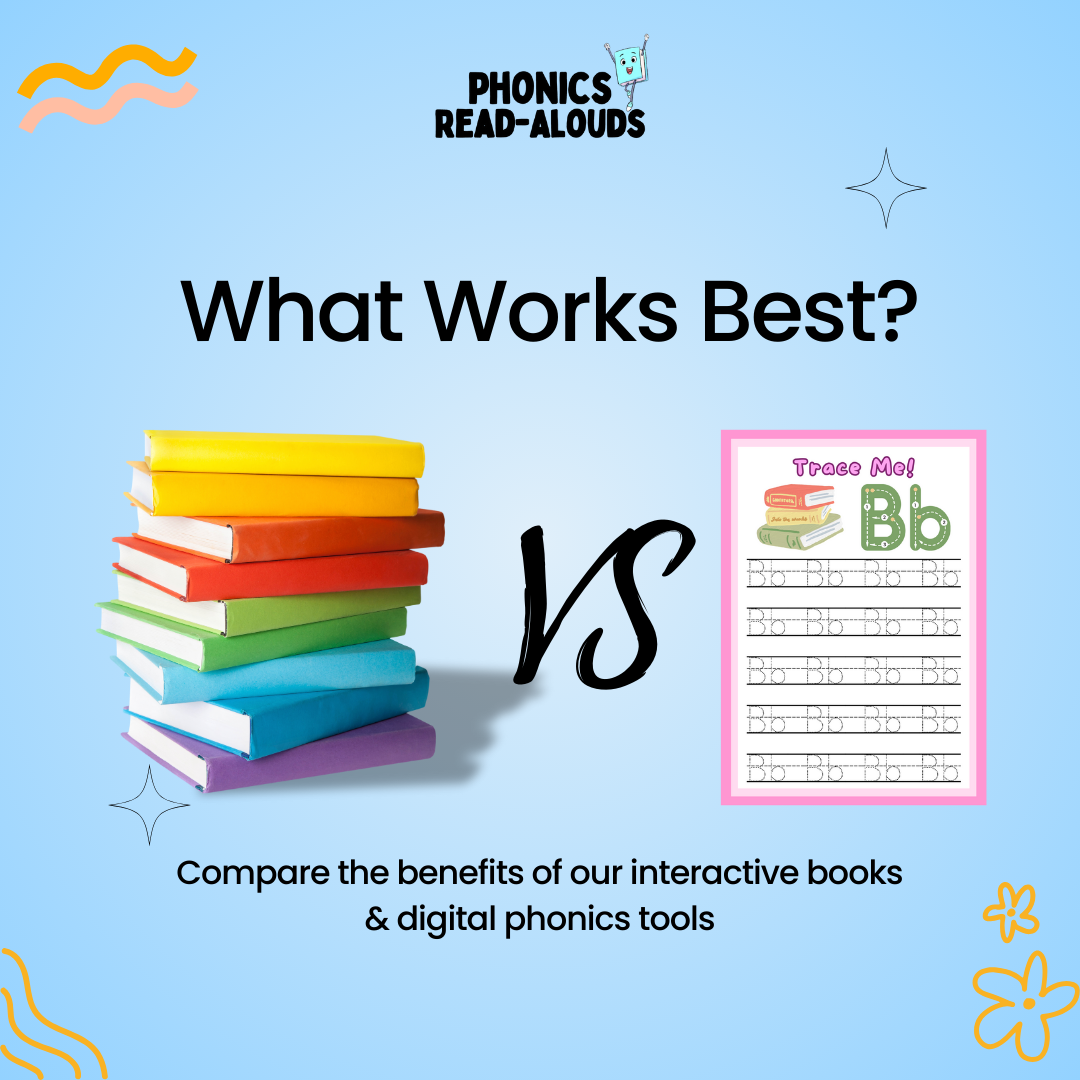 PHONICS
READ-ALOUDS
What Works Best?
VS
Trace Me!
Bb
Bb Bb Bb Bb
Bb Bb Bb Bb
Bb Bb Bb Bb
Bb Bb Bb Bb
Bb Bb Bb Bb
Compare the benefits of our interactive books
& digital phonics tools